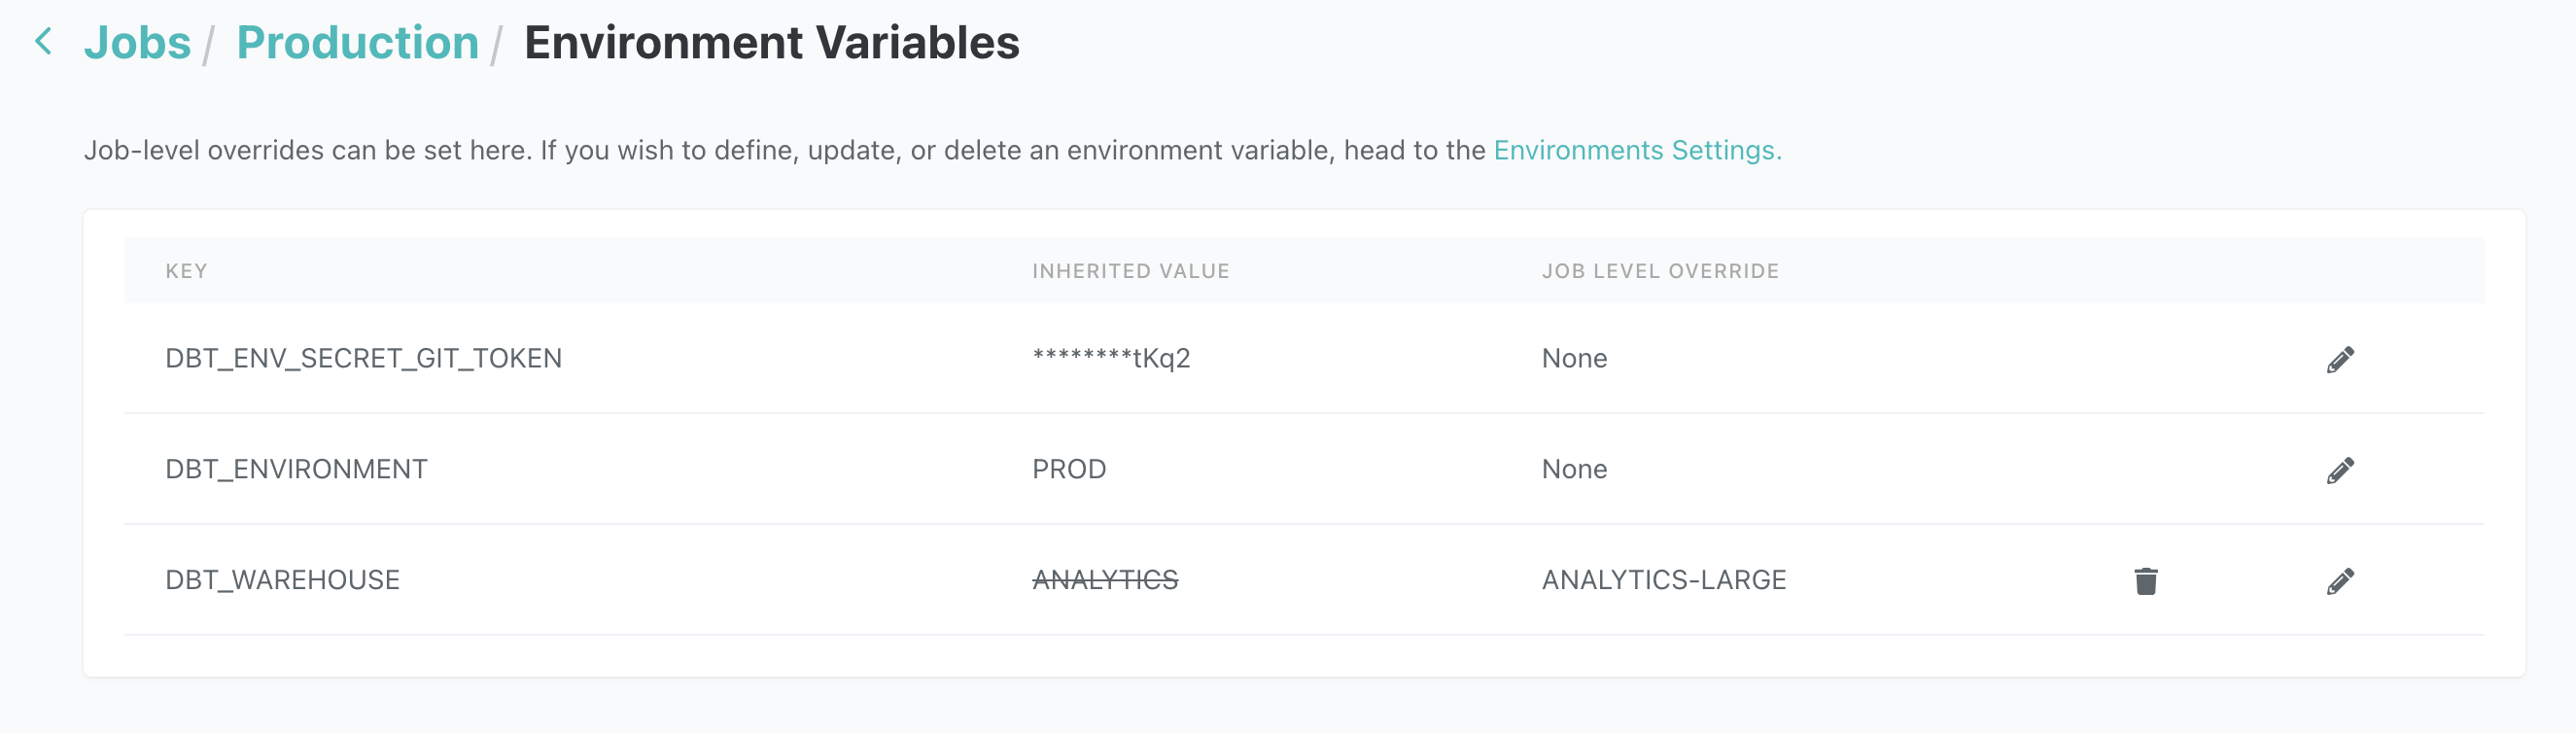 Jobs / Production / Environment Variables
Job-level overrides can be set here. If you wish to define, update, or delete an environment variable, head to the Environments Settings.
KEY INHERITED VALUE JOB LEVEL OVERRIDE
DBT_ENV_SECRET_GIT_TOKEN ********tKq2 None
DBT_ENVIRONMENT PROD None
DBT_WAREHOUSE ANALYTICS ANALYTICS-LARGE